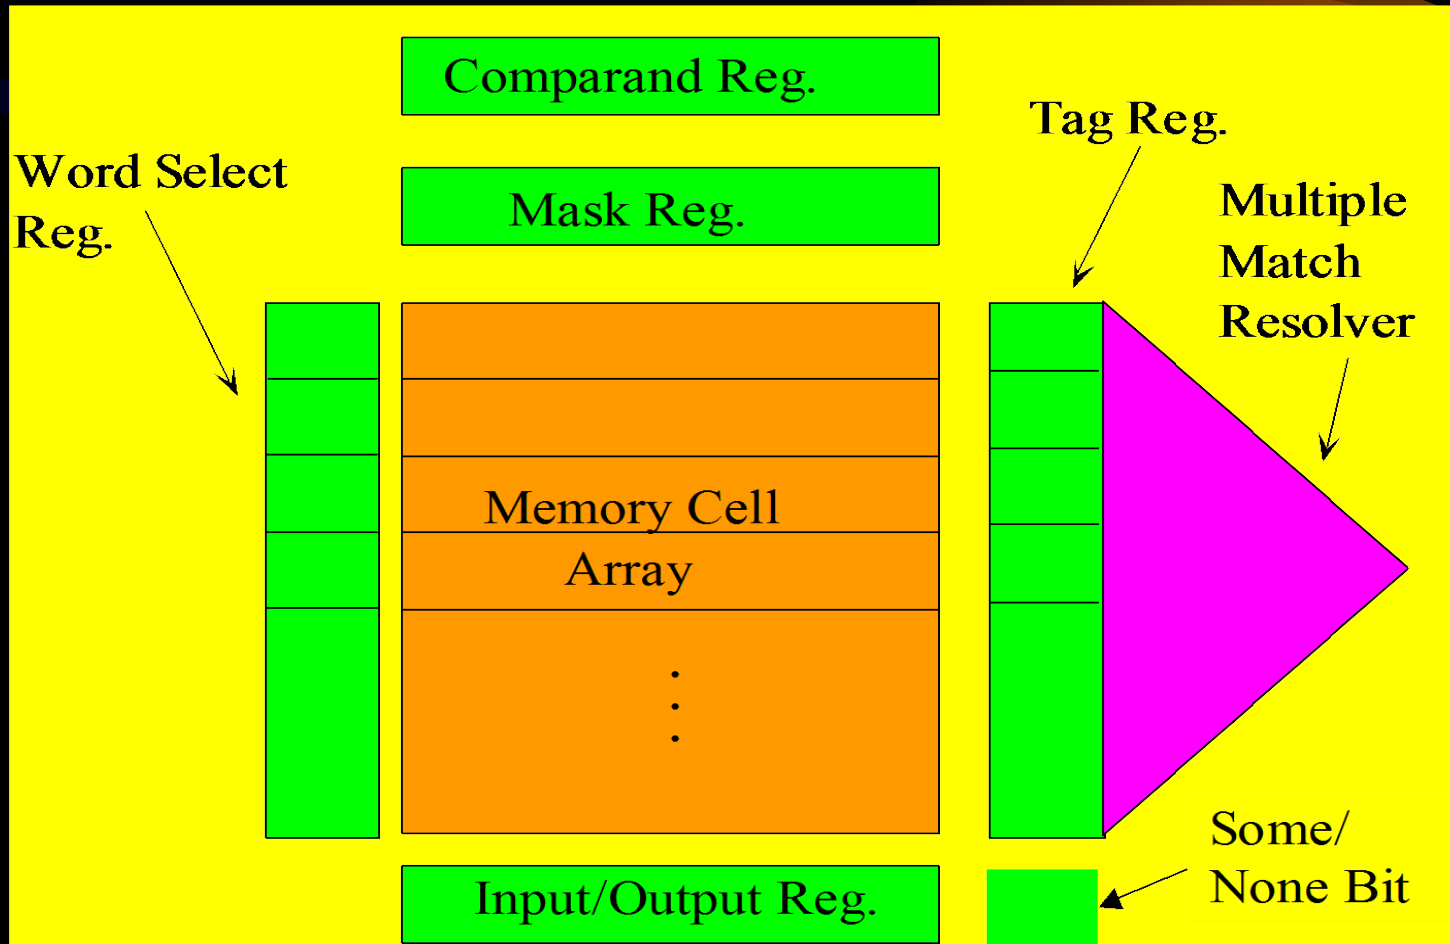 Comparand Reg.
Tag Reg.
Word Select
Reg.
Mask Reg.
Multiple
Match
Resolver
Memory Cell
Array
Some/
None Bit
Input/Output Reg.